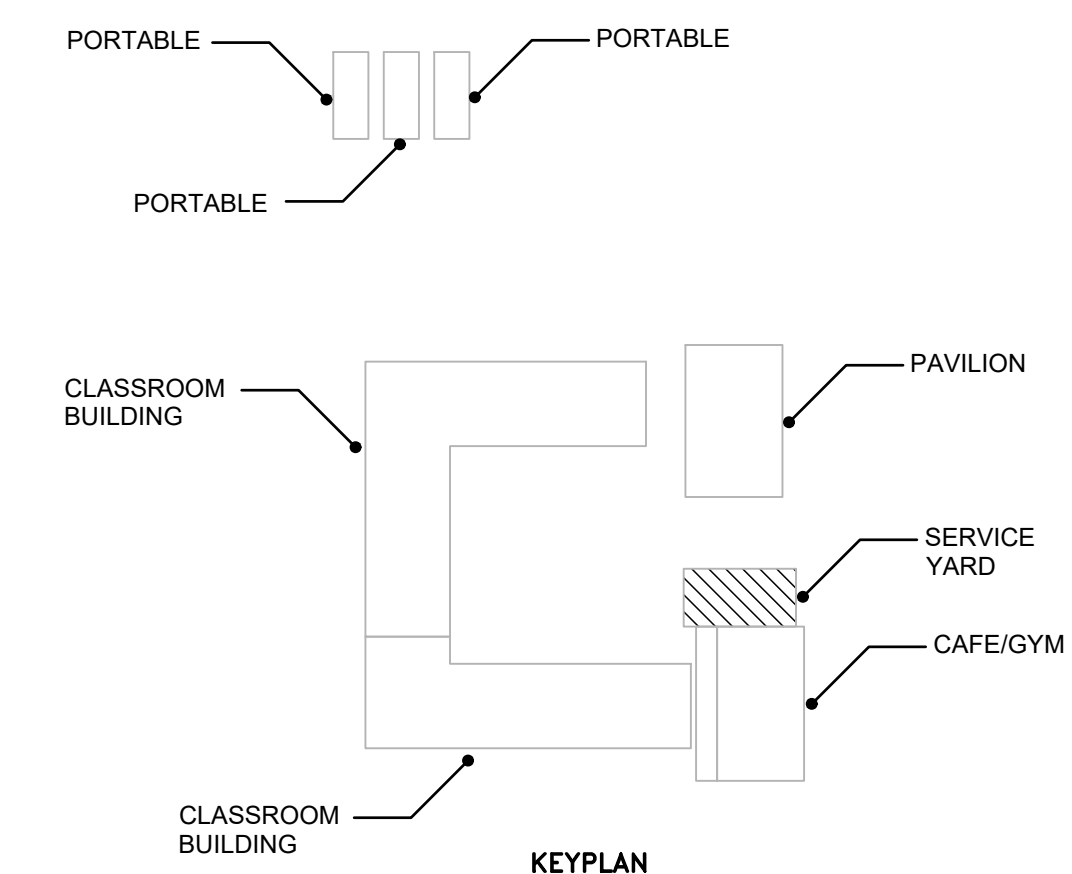 PORTABLE
PORTABLE
PORTABLE
PAVILION
CLASSROOM
BUILDING
SERVICE
YARD
CAFE/GYM
CLASSROOM
BUILDING
KEYPLAN